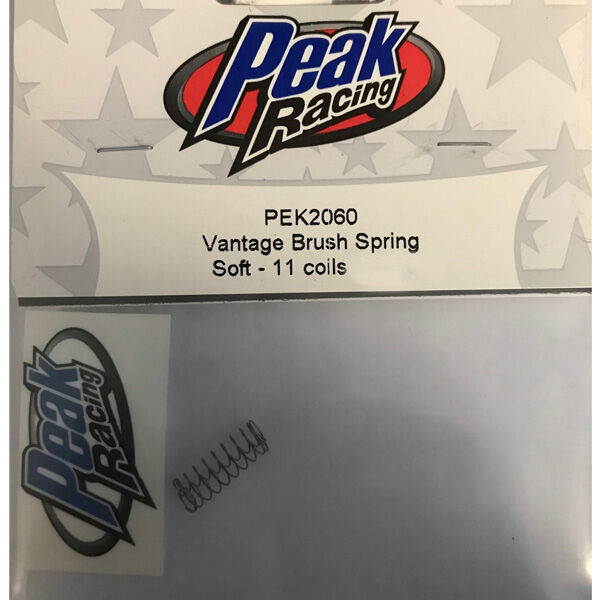 Peak
Racing
PEK2060
Vantage Brush Spring
Soft - 11 coils
Peak
Racing